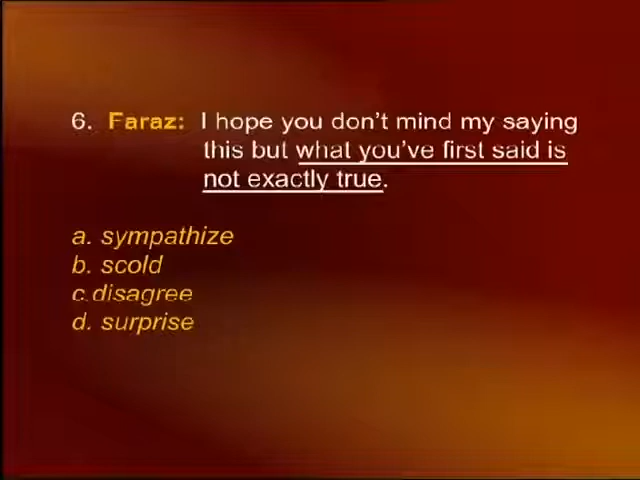 6. Faraz: I hope you don't mind my saying
this but what you've first said is
not exactly true.
a. sympathize
b. scold
c.disagree
d. surprise